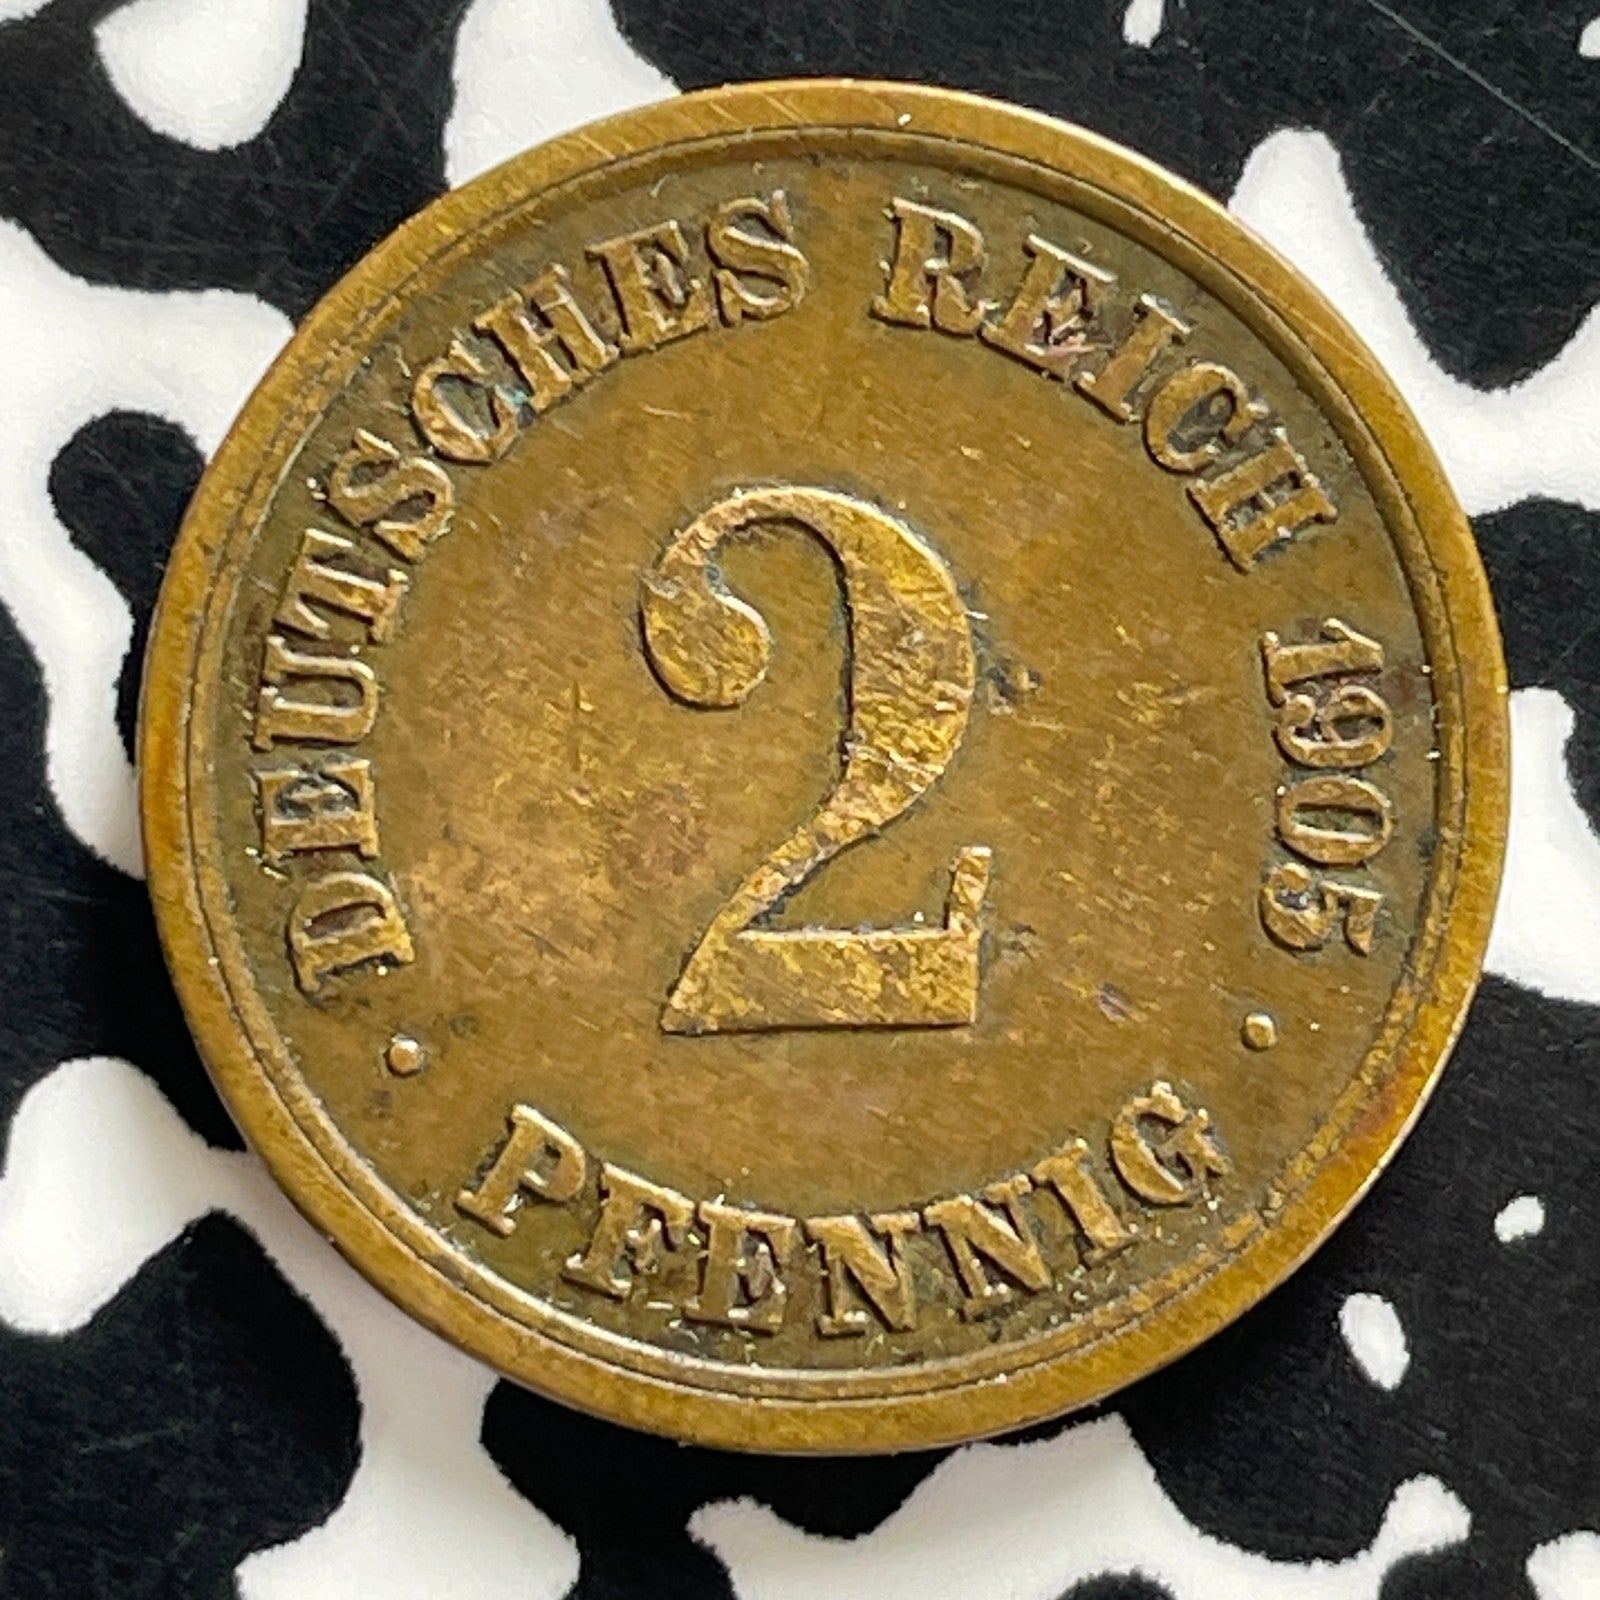 DEUTSCHES REICH 1905
2
· PFENNIG ·